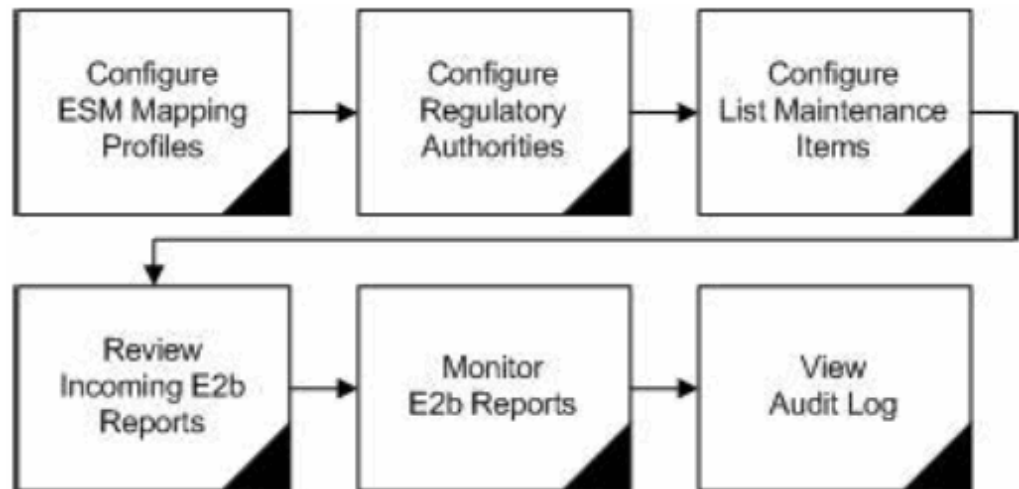 Configure
ESM Mapping
Profiles
Configure
Regulatory
Authorities
Configure
List Maintenance
Items
Review
Incoming E2b
Reports
Monitor
E2b Reports
View
Audit Log